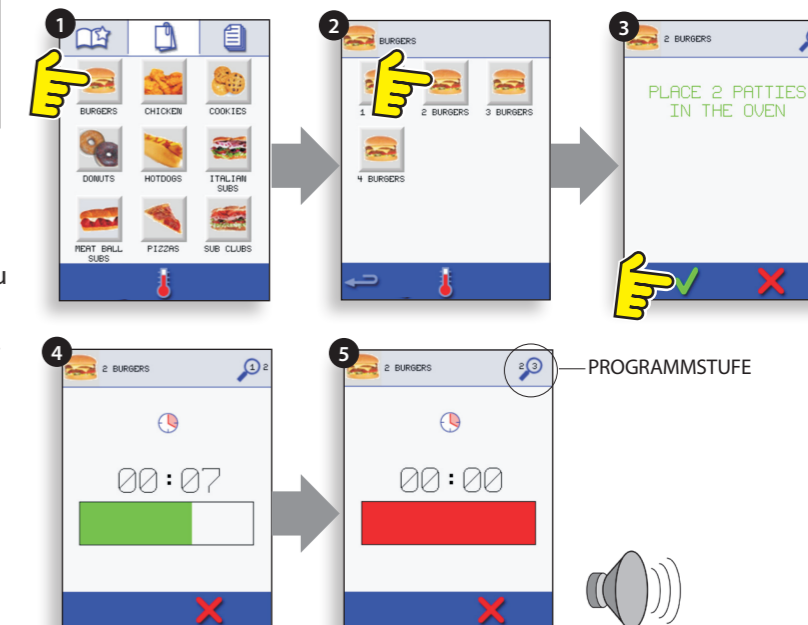 1
BURGERS
CHICKEN
COOKIES
DONUTS
HOTDOGS
ITALIAN
SUBS
MEAT BALL
SUBS
PIZZAS
SUB CLUBS
2
BURGERS
1
2 BURGERS
3 BURGERS
4 BURGERS
3
2 BURGERS
PLACE 2 PATTIES
IN THE OVEN
u
4
2 BURGERS
1 2
00:07
5
2 BURGERS
2 3
PROGRAMMSTUFE
00:00